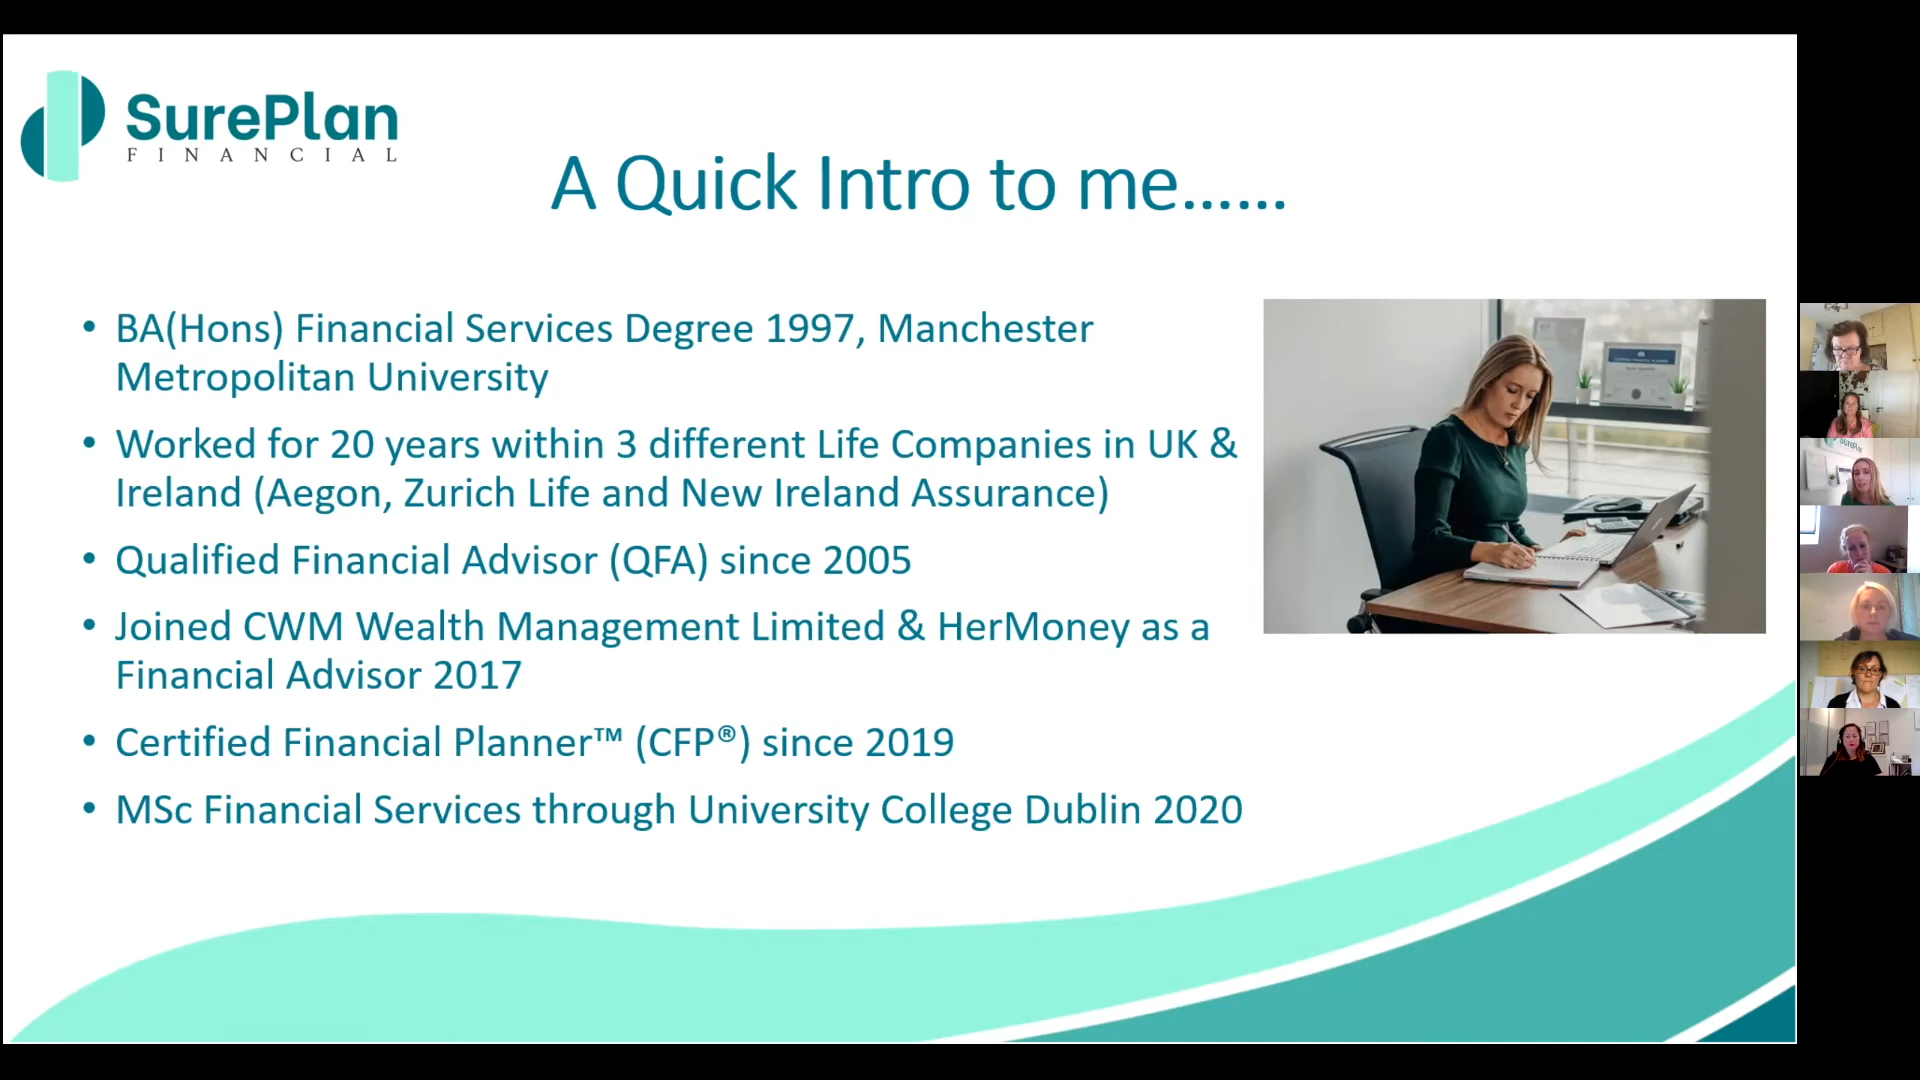 SurePlan
FINANCIAL
A Quick Intro to me......
• BA(Hons) Financial Services Degree 1997, Manchester
Metropolitan University
• Worked for 20 years within 3 different Life Companies in UK &
Ireland (Aegon, Zurich Life and New Ireland Assurance)
• Qualified Financial Advisor (QFA) since 2005
• Joined CWM Wealth Management Limited & HerMoney as a
Financial Advisor 2017
• Certified Financial Planner™ (CFP®) since 2019
• MSc Financial Services through University College Dublin 2020